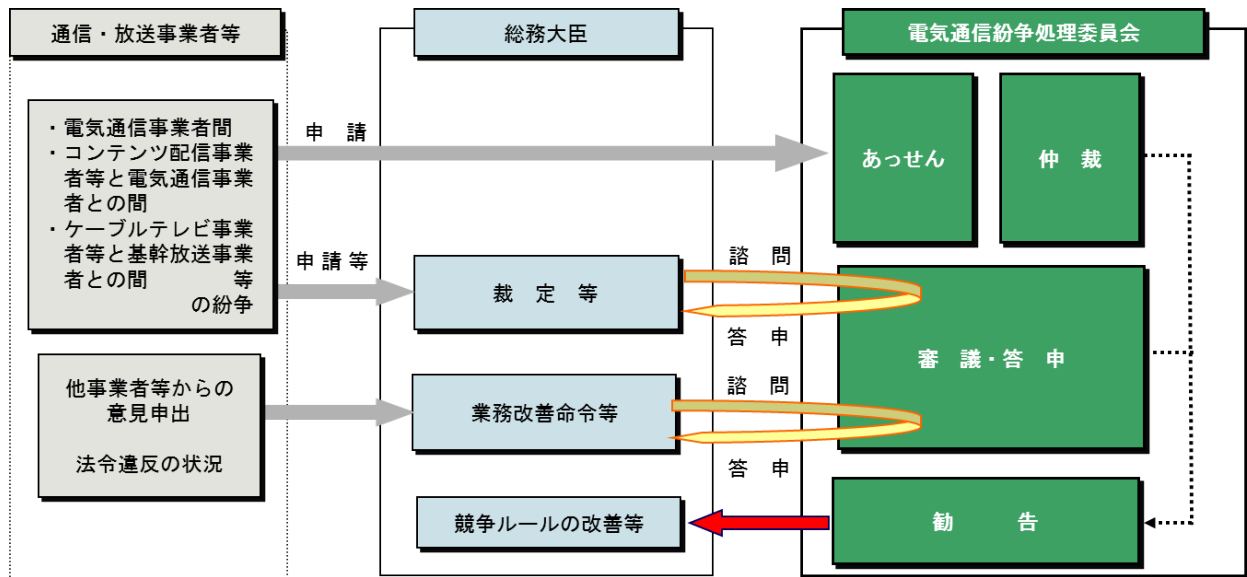 通信・放送事業者等
総務大臣
電気通信紛争処理委員会
・電気通信事業者間
・コンテンツ配信事業
者等と電気通信事業
者との間
・ケーブルテレビ事業
者等と基幹放送事業
者との間 等
の紛争
申 請
あっせん
仲 裁
申請等
裁 定 等
諮 問
答 申
審 議・答 申
他事業者等からの
意見申出
法令違反の状況
業務改善命令等
諮 問
答 申
競争ルールの改善等
勧 告